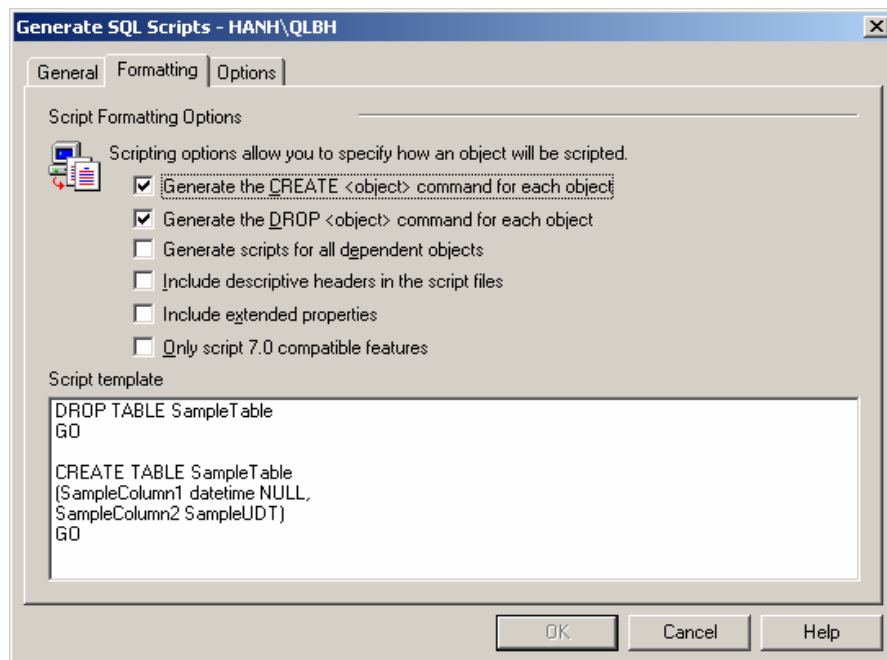 Generate SQL Scripts - HANH\QLBH
General Formatting Options
Script Formatting Options
Scripting options allow you to specify how an object will be scripted.
Generate the CREATE <object> command for each object
Generate the DROP <object> command for each object
Generate scripts for all dependent objects
Include descriptive headers in the script files
Include extended properties
Only script 7.0 compatible features
Script template
DROP TABLE SampleTable
GO
CREATE TABLE SampleTable
(SampleColumn1 datetime NULL,
SampleColumn2 SampleUDT)
GO
OK Cancel Help